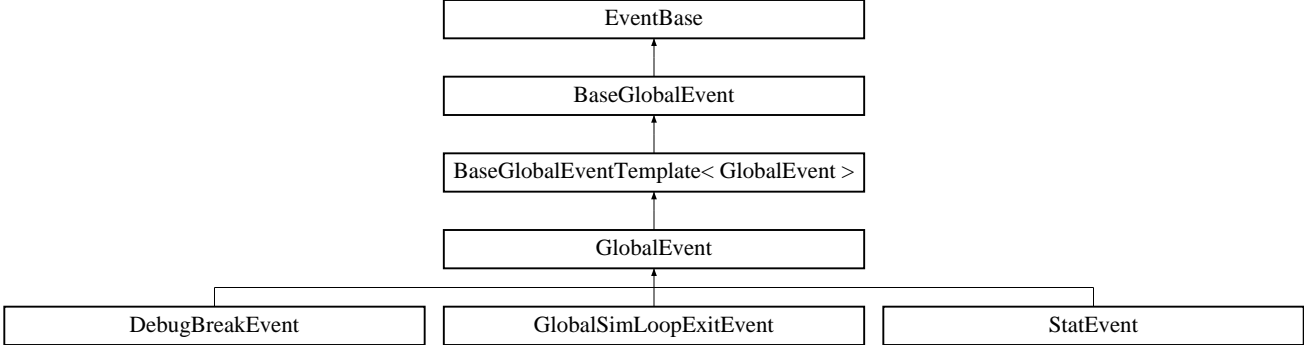 EventBase
BaseGlobalEvent
BaseGlobalEventTemplate< GlobalEvent >
GlobalEvent
DebugBreakEvent
GlobalSimLoopExitEvent
StatEvent